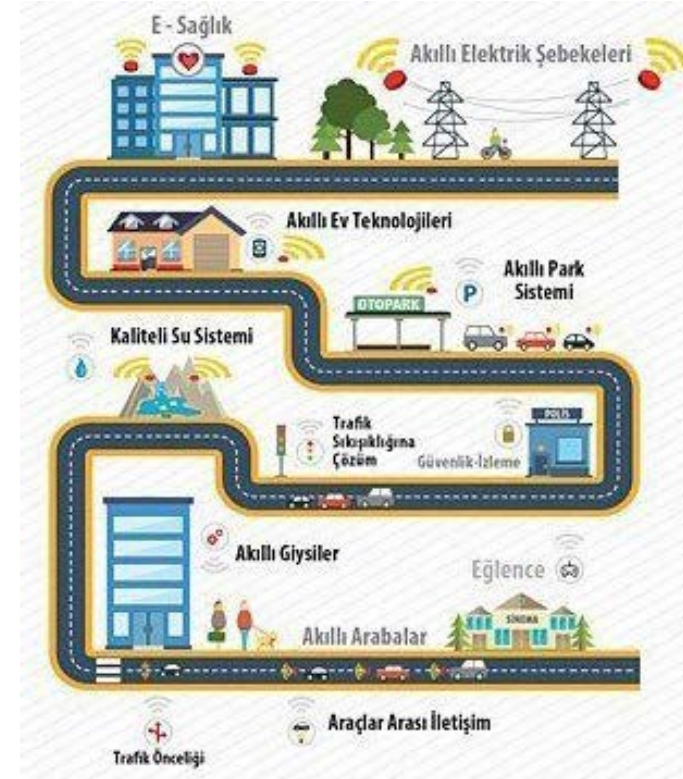 E - Sağlık
Akıllı Elektrik Şebekeleri
Akıllı Ev Teknolojileri
Akıllı Park
Sistemi
P
OTOPARK
Kaliteli Su Sistemi
Trafik
Sıkışıklığına
Çözüm
POLİS
Güvenlik-İzleme
Akıllı Giysiler
Eğlence
SİNEMA
Akıllı Arabalar
Araçlar Arası İletişim
Trafik Önceliği